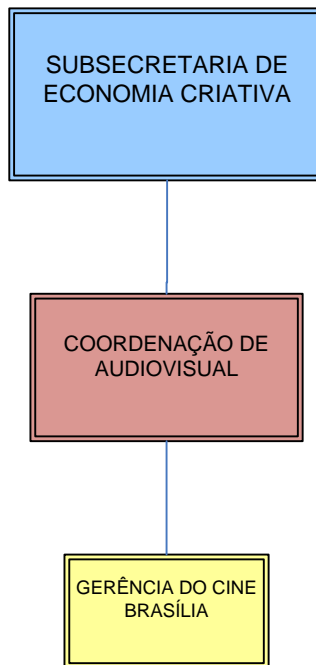 SUBSECRETARIA DE
ECONOMIA CRIATIVA
COORDENAÇÃO DE
AUDIOVISUAL
GERÊNCIA DO CINE
BRASÍLIA